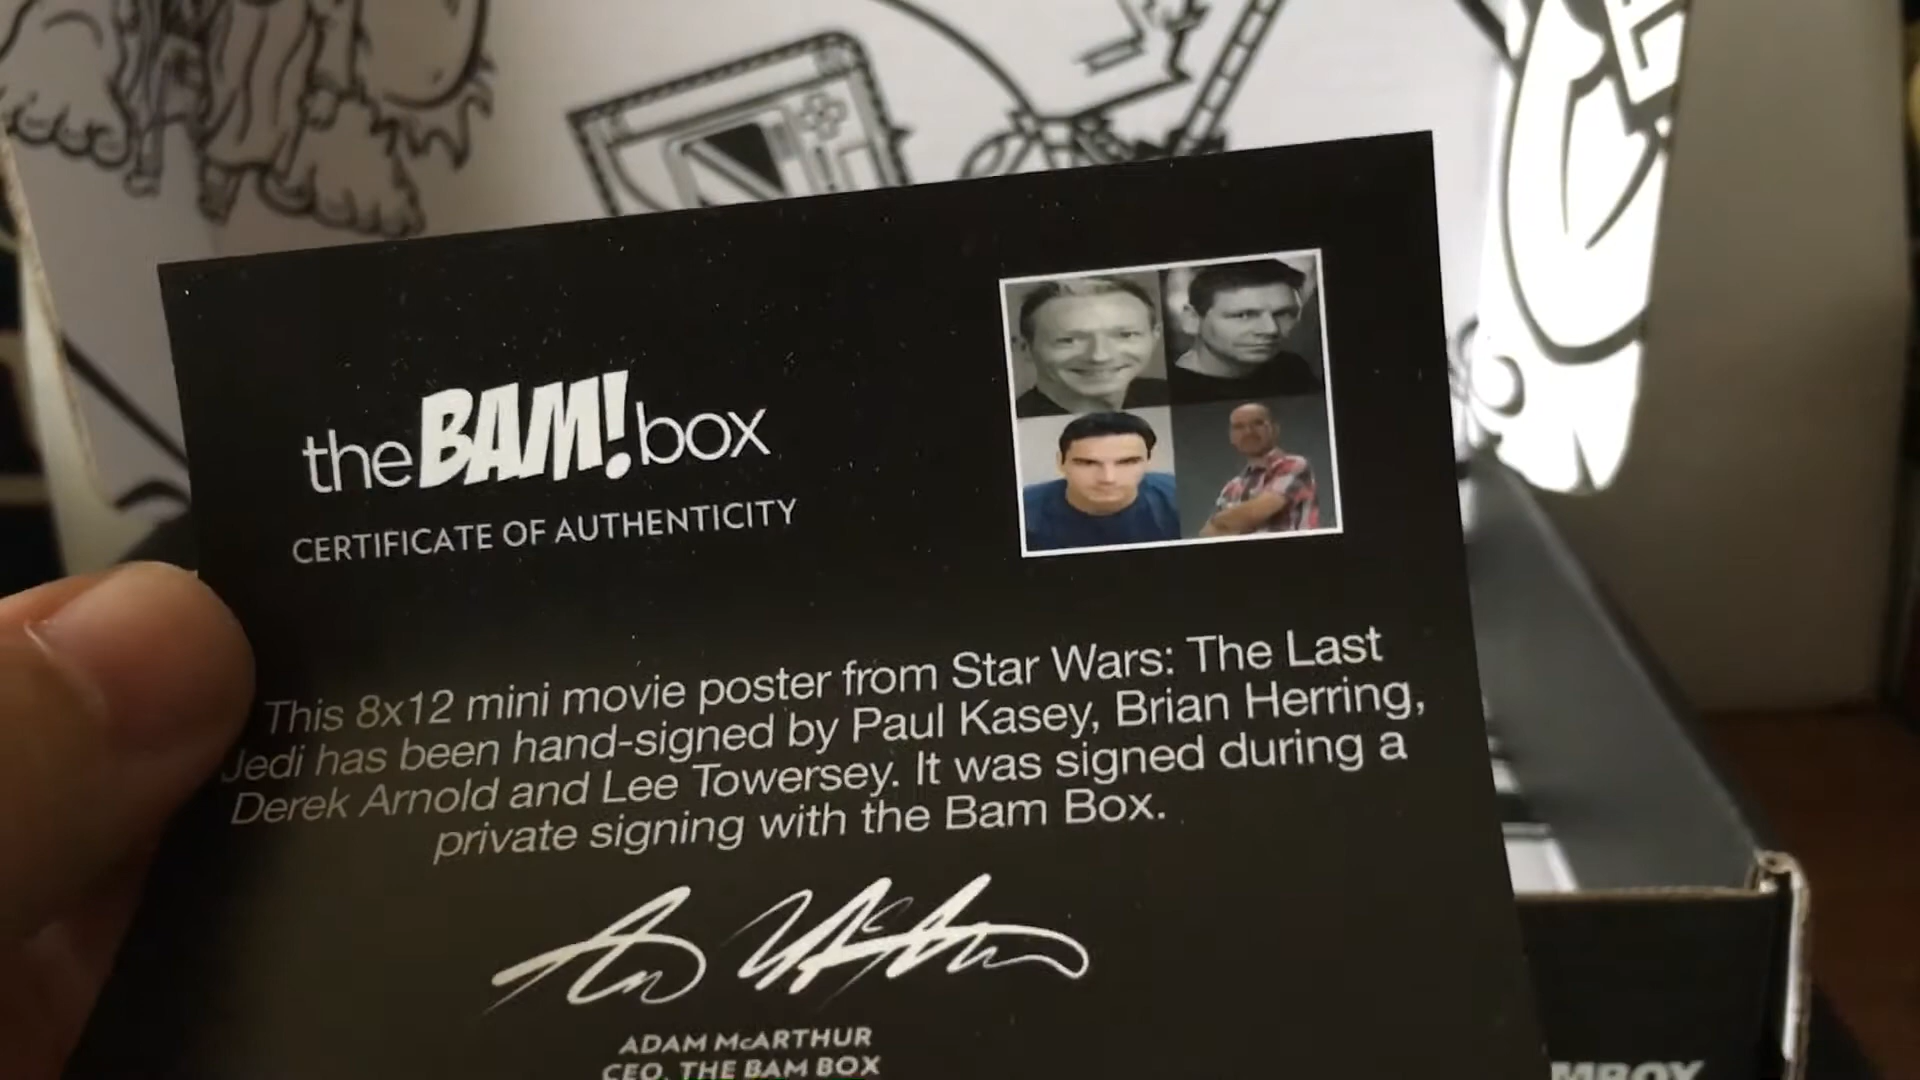 the BAM! box
CERTIFICATE OF AUTHENTICITY
This 8x12 mini movie poster from Star Wars: The Last
Jedi has been hand-signed by Paul Kasey, Brian Herring,
Derek Arnold and Lee Towersey. It was signed during a
private signing with the Bam Box.
ADAM McARTHUR
CEO, THE BAM BOX